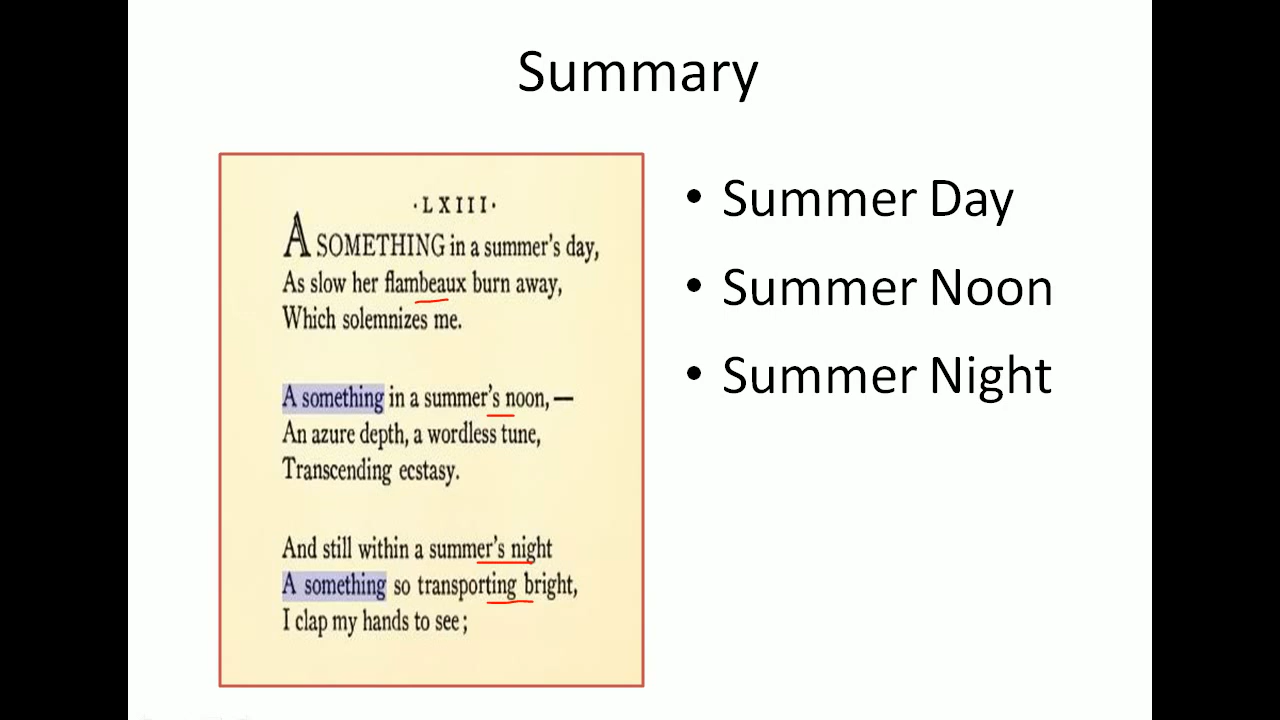 Summary
·LXIII·
A SOMETHING in a summer's day,
As slow her flambeaux burn away,
Which solemnizes me.
A something in a summer's noon, —
An azure depth, a wordless tune,
Transcending ecstasy.
And still within a summer's night
A something so transporting bright,
I clap my hands to see;
• Summer Day
• Summer Noon
• Summer Night